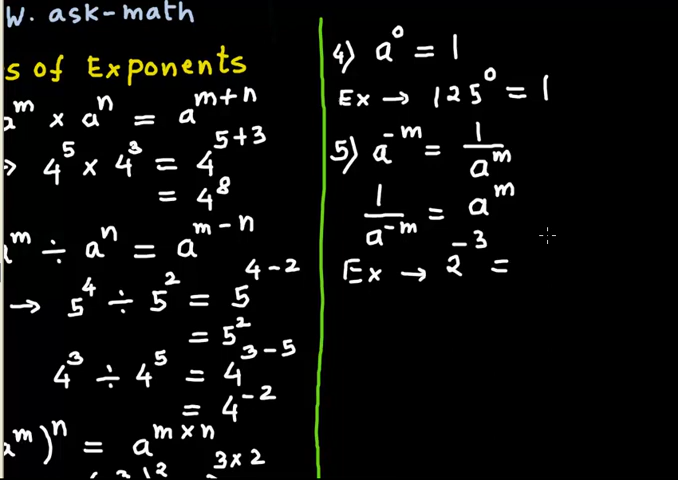 w. ask-math
s of Exponents
a^m × a^n = a^(m+n)
→ 4^5 × 4^3 = 4^(5+3)
= 4^8
a^m ÷ a^n = a^(m-n)
→ 5^4 ÷ 5^2 = 5^(4-2)
= 5^2
4^3 ÷ 4^5 = 4^(3-5)
= 4^-2
a^m)^n = a^(m×n)
3×2
4) a^0 = 1
Ex → 125^0 = 1
5) a^-m = 1/a^m
1/a^-m = a^m
Ex → 2^-3 =